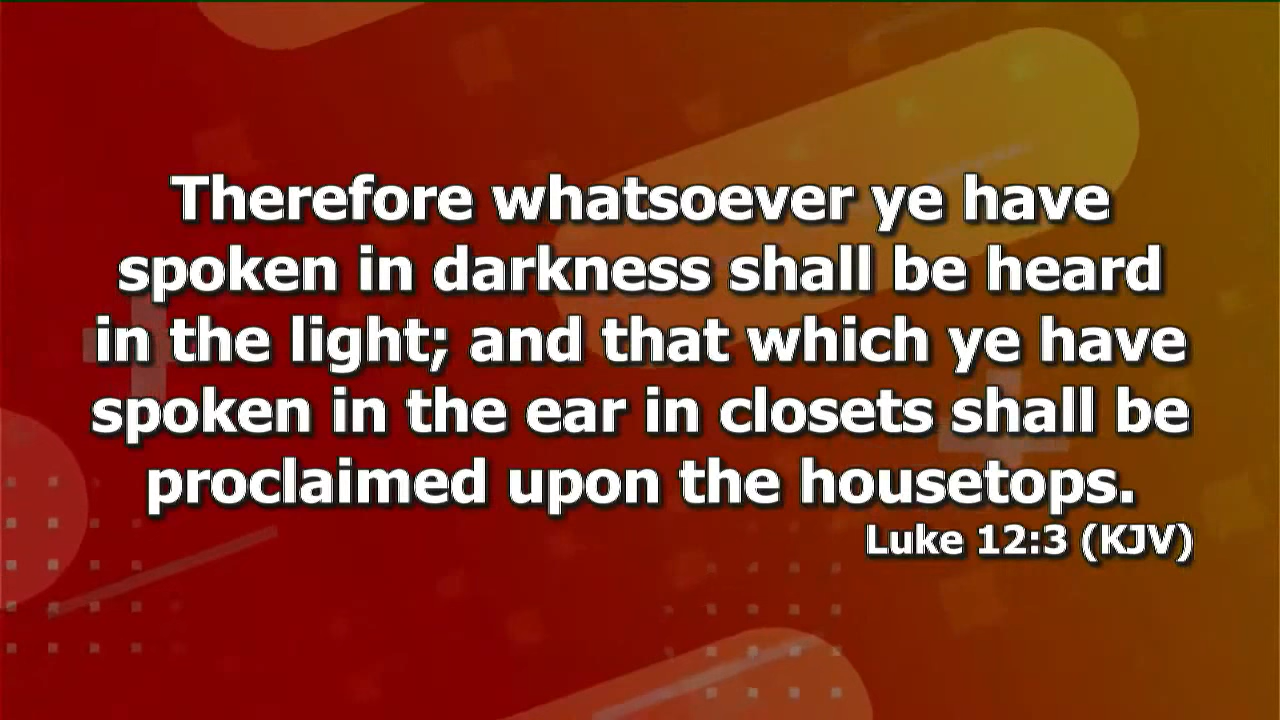 Therefore whatsoever ye have
spoken in darkness shall be heard
in the light; and that which ye have
spoken in the ear in closets shall be
proclaimed upon the housetops.
Luke 12:3 (KJV)